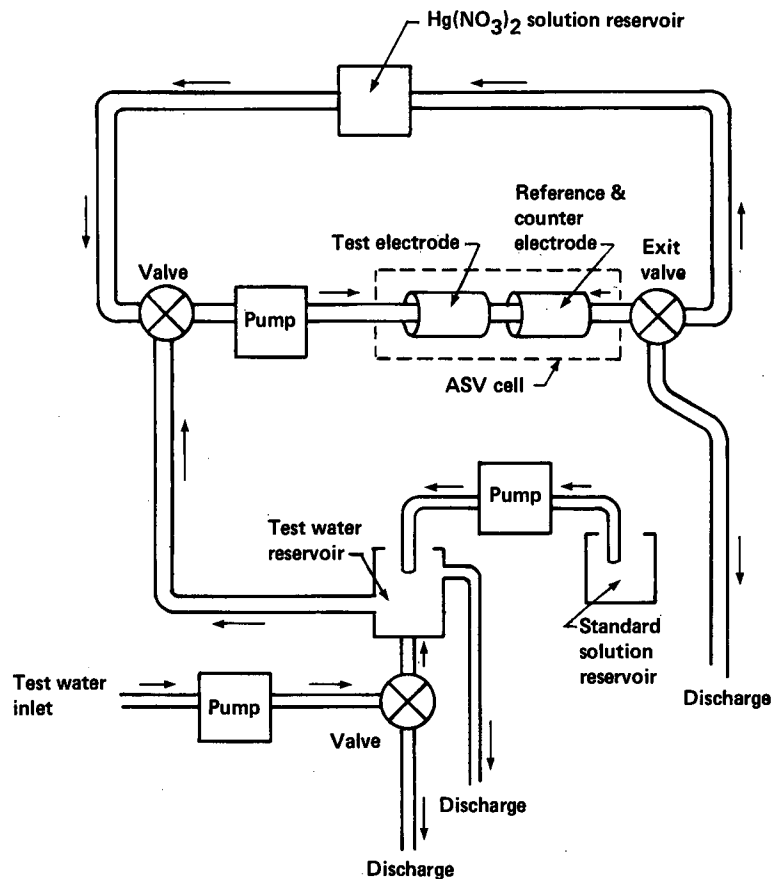 Hg(NO3)2 solution reservoir
Reference &
counter
electrode
Test electrode
Exit
valve
Valve
Pump
ASV cell
Pump
Test water
reservoir
Standard
solution
reservoir
Test water
inlet
Pump
Discharge
Valve
Discharge
Discharge